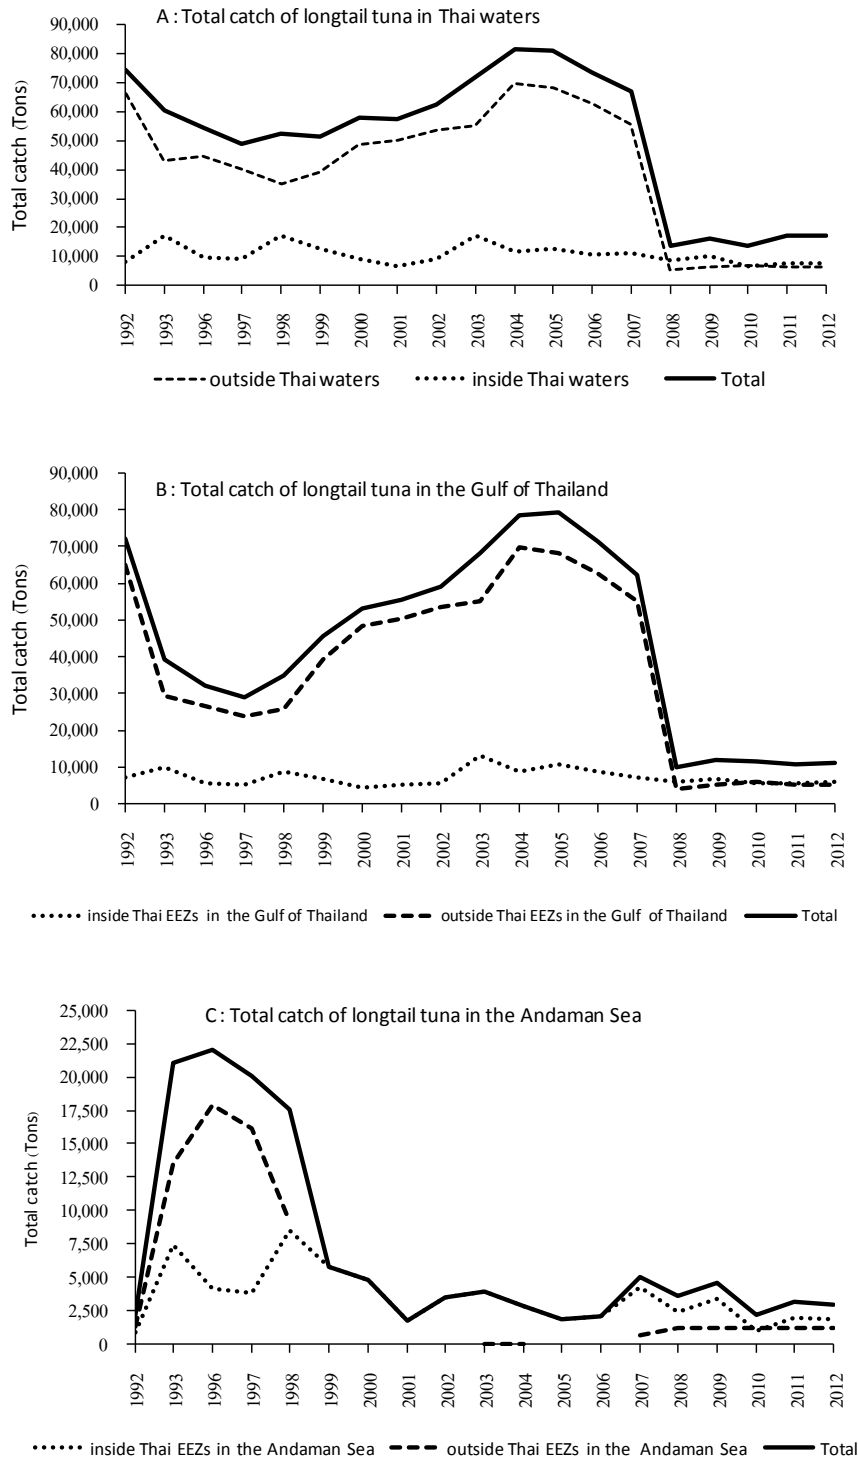 A : Total catch of longtail tuna in Thai waters
90,000
80,000
70,000
60,000
50,000
40,000
30,000
20,000
10,000
0
Total catch (Tons)
1992 1993 1996 1997 1998 1999 2000 2001 2002 2003 2004 2005 2006 2007 2008 2009 2010 2011 2012
outside Thai waters inside Thai waters Total
B : Total catch of longtail tuna in the Gulf of Thailand
90,000
80,000
70,000
60,000
50,000
40,000
30,000
20,000
10,000
0
Total catch (Tons)
1992 1993 1996 1997 1998 1999 2000 2001 2002 2003 2004 2005 2006 2007 2008 2009 2010 2011 2012
inside Thai EEZs in the Gulf of Thailand outside Thai EEZs in the Gulf of Thailand Total
C : Total catch of longtail tuna in the Andaman Sea
25,000
22,500
20,000
17,500
15,000
12,500
10,000
7,500
5,000
2,500
0
Total catch (Tons)
1992 1993 1996 1997 1998 1999 2000 2001 2002 2003 2004 2005 2006 2007 2008 2009 2010 2011 2012
inside Thai EEZs in the Andaman Sea outside Thai EEZs in the Andaman Sea Total